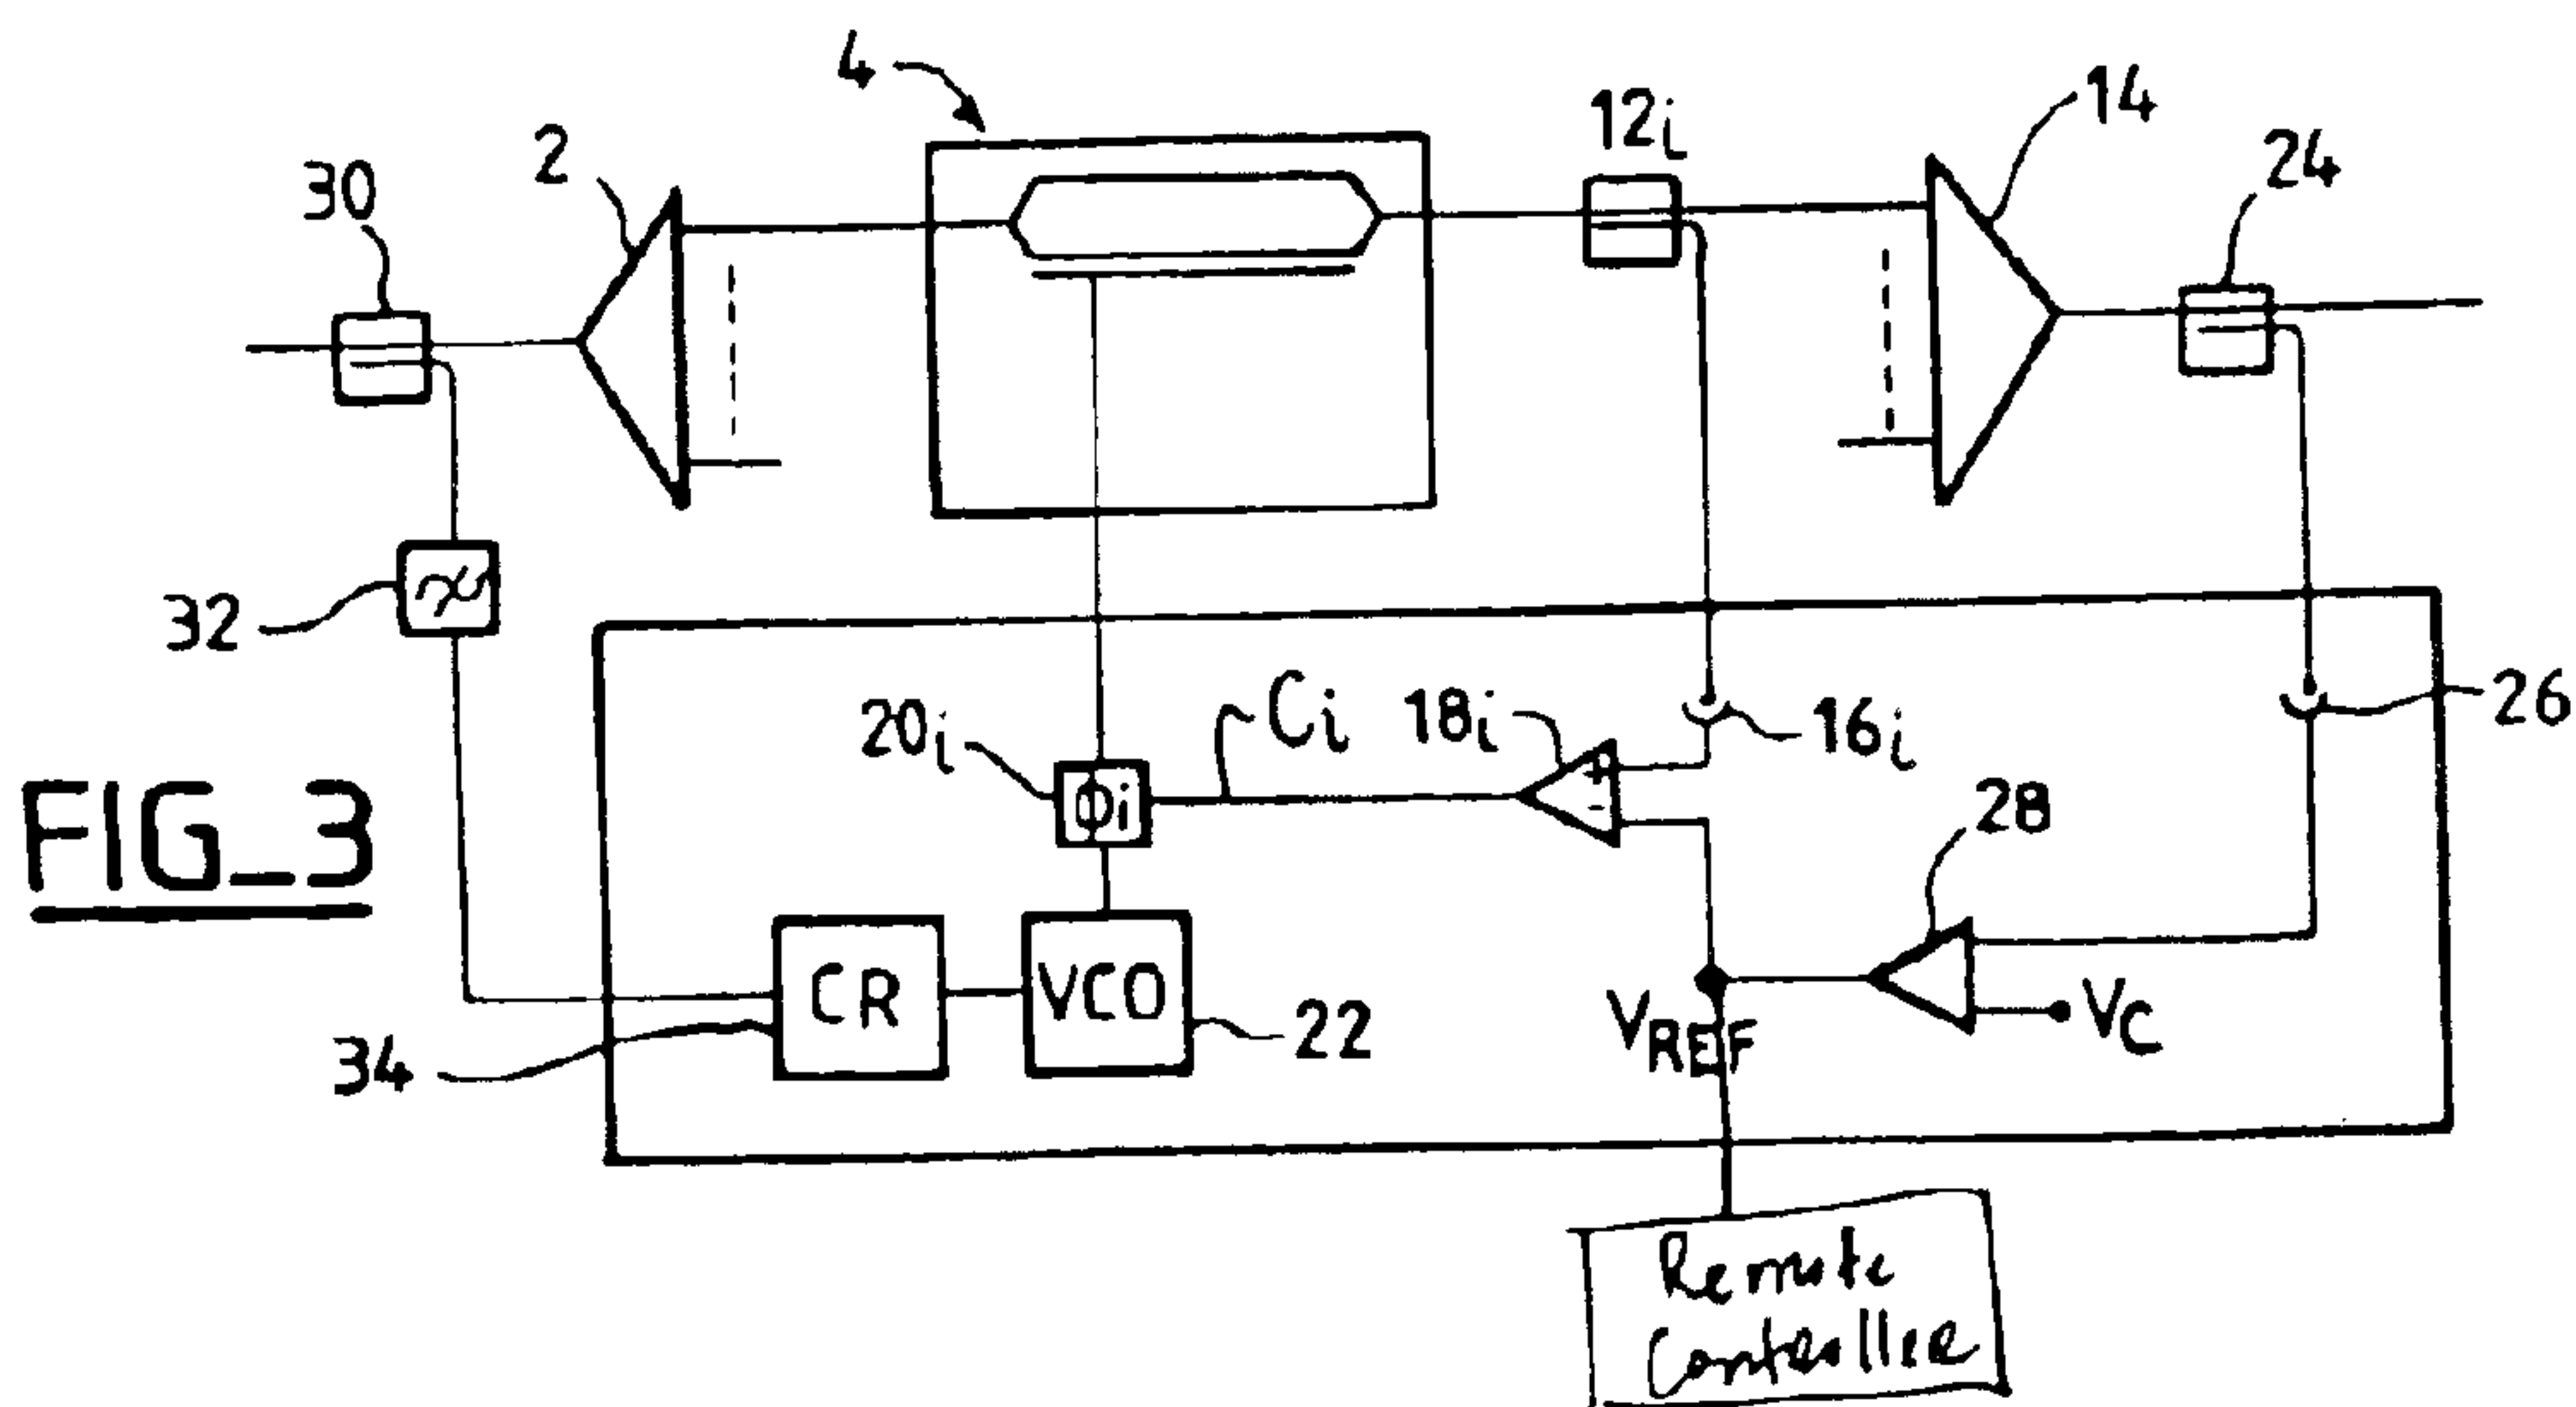 4
12i
14
2
24
30
32
Ci
18i
16i
26
20i
Φi
+
-
28
FIG_3
CR
VCO
VREF
VC
34
22
Remote
Controller